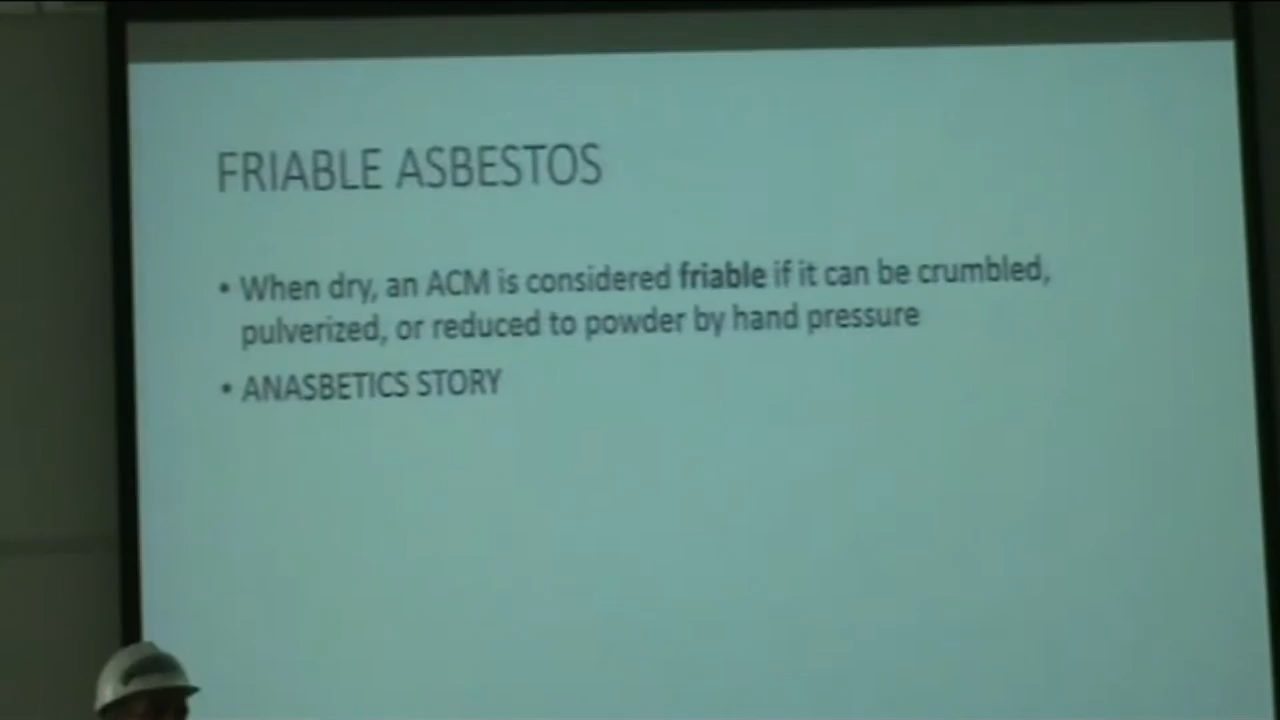 FRIABLE ASBESTOS
• When dry, an ACM is considered friable if it can be crumbled,
pulverized, or reduced to powder by hand pressure
• ANASBETICS STORY